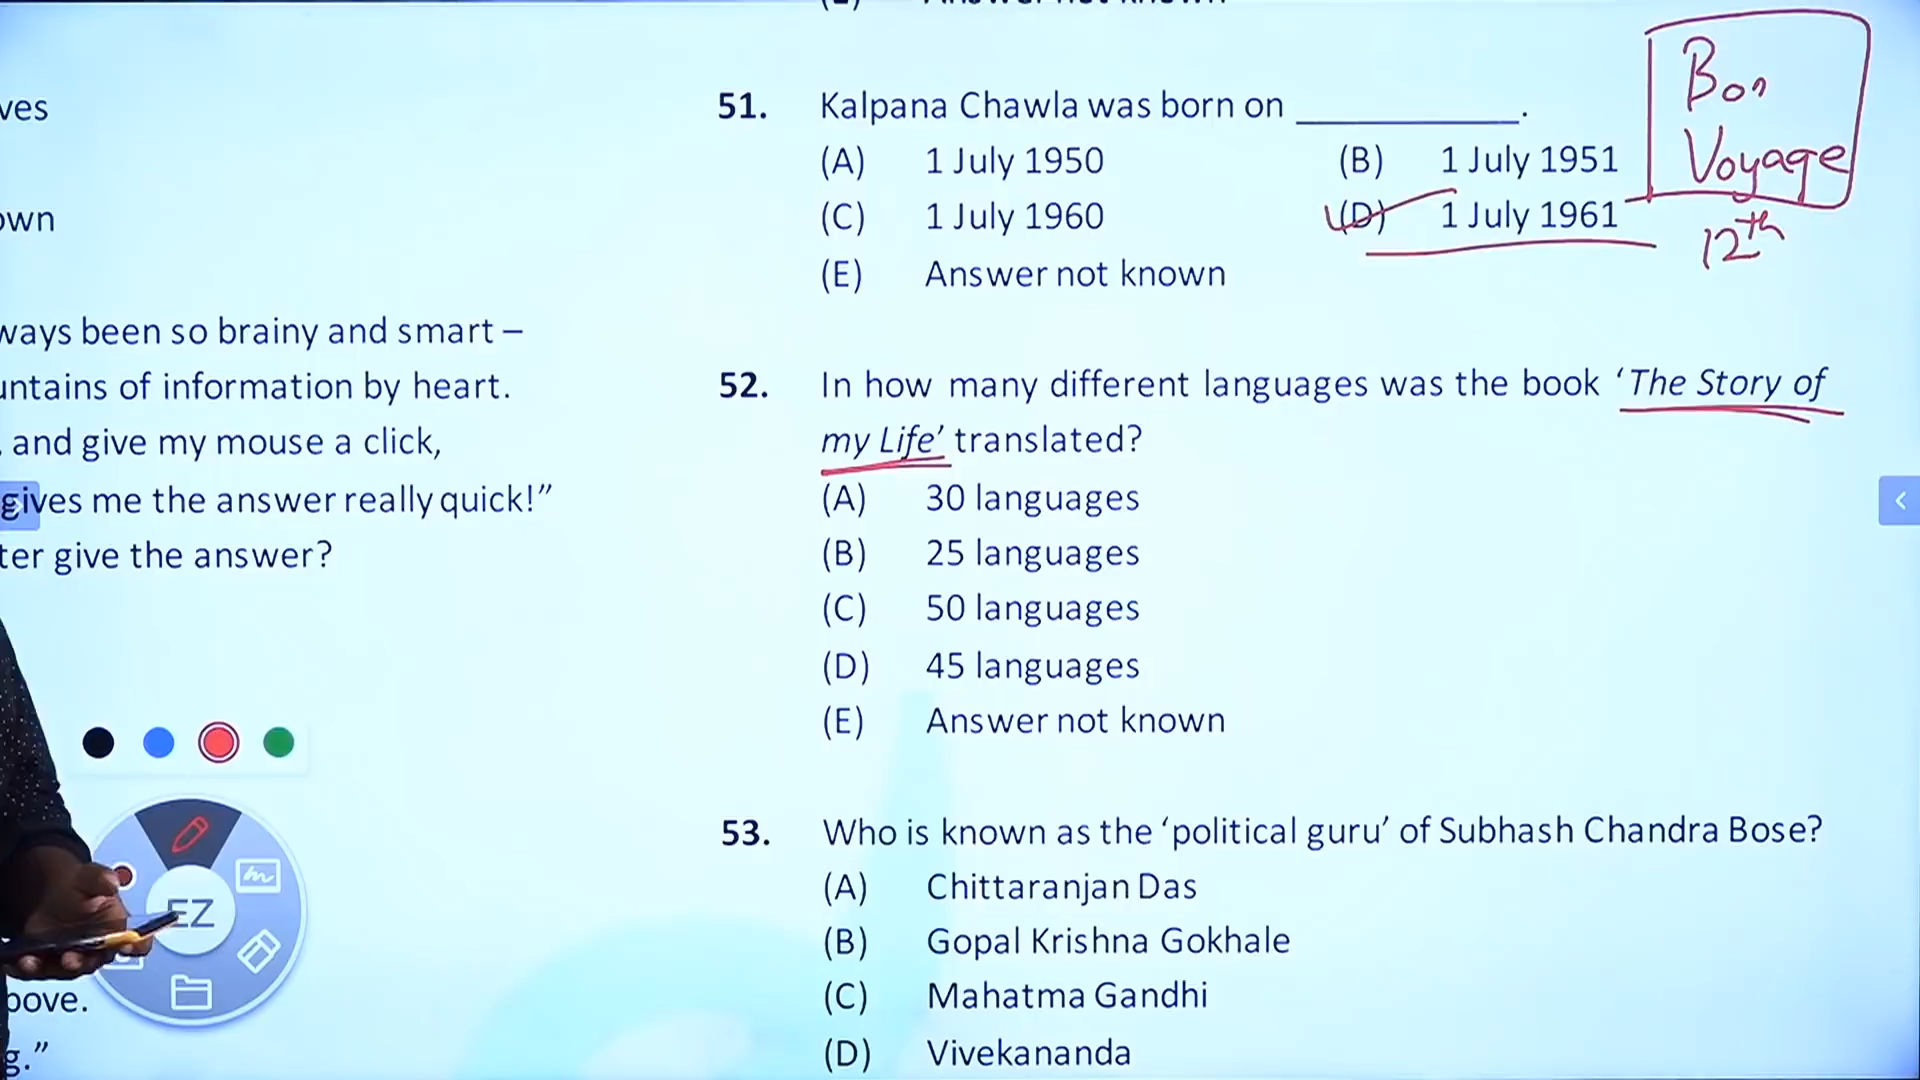 Answer not known
Bon
Voyage
12th
ves
own
ways been so brainy and smart –
untains of information by heart.
and give my mouse a click,
gives me the answer really quick!”
ter give the answer?
EZ
bove.
g.”
51. Kalpana Chawla was born on ____________.
(A) 1 July 1950 (B) 1 July 1951
(C) 1 July 1960 (D) 1 July 1961
(E) Answer not known
52. In how many different languages was the book ‘The Story of
my Life’ translated?
(A) 30 languages
(B) 25 languages
(C) 50 languages
(D) 45 languages
(E) Answer not known
53. Who is known as the ‘political guru’ of Subhash Chandra Bose?
(A) Chittaranjan Das
(B) Gopal Krishna Gokhale
(C) Mahatma Gandhi
(D) Vivekananda